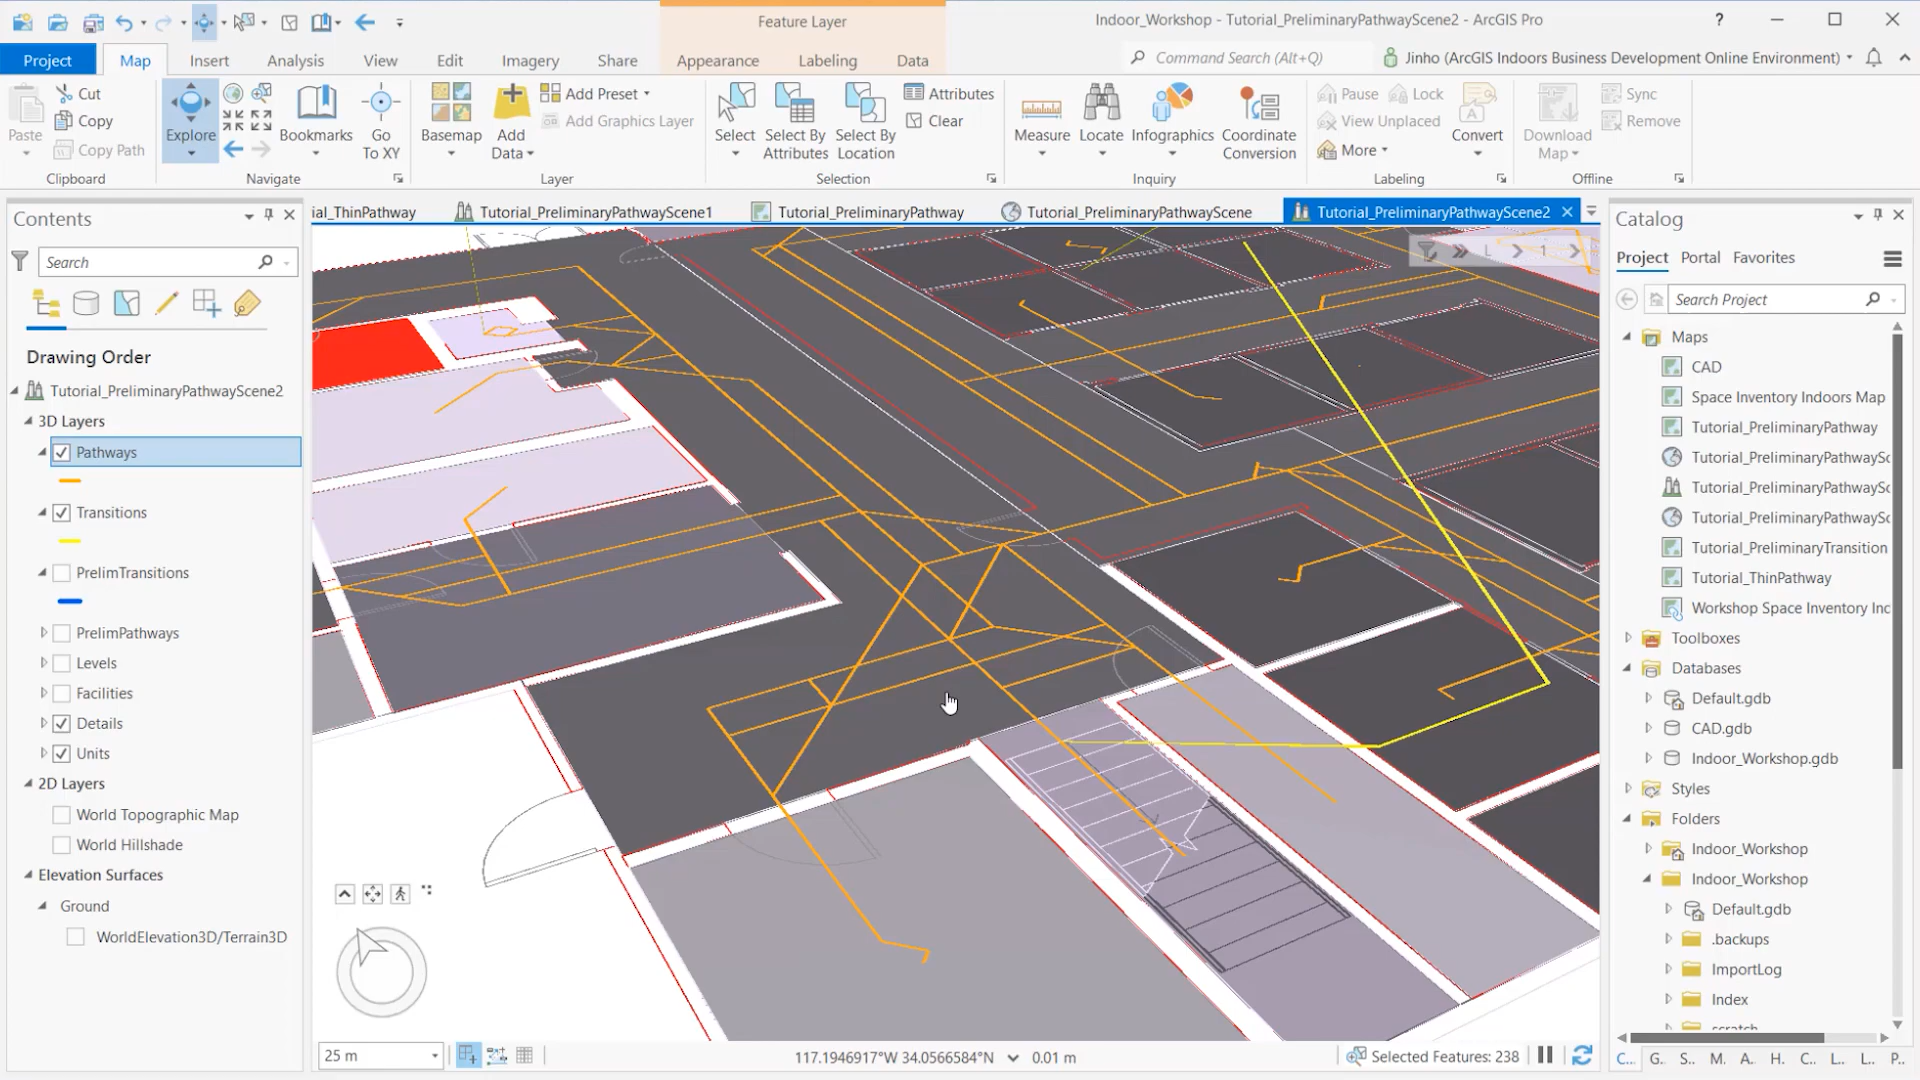 Feature Layer
Indoor_Workshop - Tutorial_PreliminaryPathwayScene2 - ArcGIS Pro
?
Project
Map
Insert
Analysis
View
Edit
Imagery
Share
Appearance
Labeling
Data
Command Search (Alt+Q)
Jinho (ArcGIS Indoors Business Development Online Environment)
Paste
Cut
Copy
Copy Path
Clipboard
Explore
Bookmarks
Go
To XY
Navigate
Basemap
Add
Data
Add Preset
Add Graphics Layer
Layer
Select
Select By
Attributes
Select By
Location
Attributes
Clear
Selection
Measure
Locate
Infographics
Coordinate
Conversion
Inquiry
Pause
Lock
View Unplaced
More
Convert
Labeling
Download
Map
Sync
Remove
Offline
Contents
Search
Drawing Order
Tutorial_PreliminaryPathwayScene2
3D Layers
Pathways
Transitions
PrelimTransitions
PrelimPathways
Levels
Facilities
Details
Units
2D Layers
World Topographic Map
World Hillshade
Elevation Surfaces
Ground
WorldElevation3D/Terrain3D
ial_ThinPathway
Tutorial_PreliminaryPathwayScene1
Tutorial_PreliminaryPathway
Tutorial_PreliminaryPathwayScene
Tutorial_PreliminaryPathwayScene2
L
1
25 m
117.1946917°W 34.0566584°N
0.01 m
Selected Features: 238
Catalog
Project
Portal
Favorites
Search Project
Maps
CAD
Space Inventory Indoors Map
Tutorial_PreliminaryPathway
Tutorial_PreliminaryPathwaySc
Tutorial_PreliminaryPathwaySc
Tutorial_PreliminaryPathwaySc
Tutorial_PreliminaryTransition
Tutorial_ThinPathway
Workshop Space Inventory Inc
Toolboxes
Databases
Default.gdb
CAD.gdb
Indoor_Workshop.gdb
Styles
Folders
Indoor_Workshop
Indoor_Workshop
Default.gdb
.backups
ImportLog
Index
C... G.. S... M. A.. H. C.. L.. L.. P..